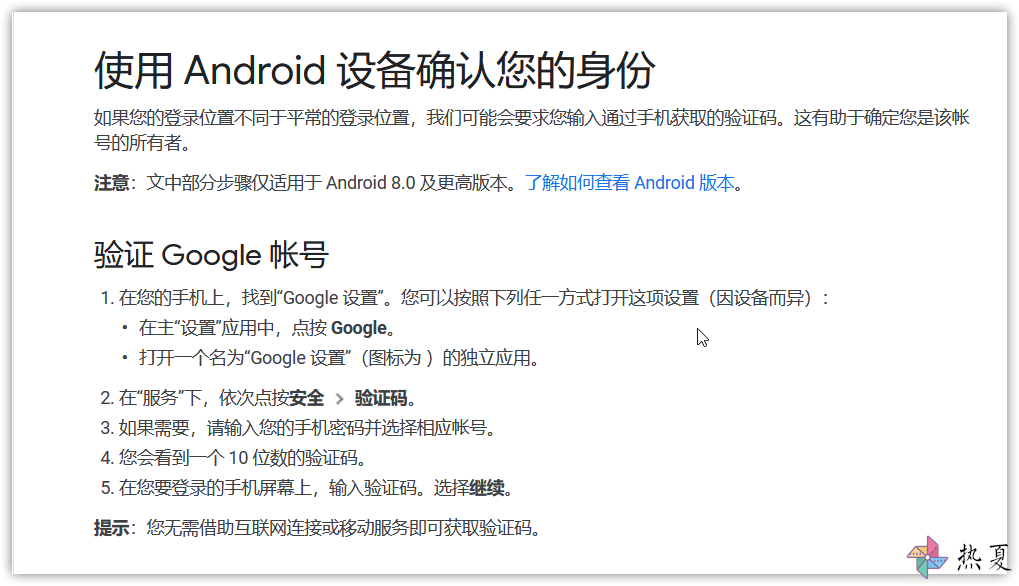 使用 Android 设备确认您的身份
如果您的登录位置不同于平常的登录位置，我们可能会要求您输入通过手机获取的验证码。这有助于确定您是该帐
号的所有者。
注意：文中部分步骤仅适用于 Android 8.0 及更高版本。了解如何查看 Android 版本。
验证 Google 帐号
1. 在您的手机上，找到“Google 设置”。您可以按照下列任一方式打开这项设置（因设备而异）：
• 在主“设置”应用中，点按 Google。
• 打开一个名为“Google 设置”（图标为 ）的独立应用。
2. 在“服务”下，依次点按安全 > 验证码。
3. 如果需要，请输入您的手机密码并选择相应帐号。
4. 您会看到一个 10 位数的验证码。
5. 在您要登录的手机屏幕上，输入验证码。选择继续。
提示：您无需借助互联网连接或移动服务即可获取验证码。
热夏